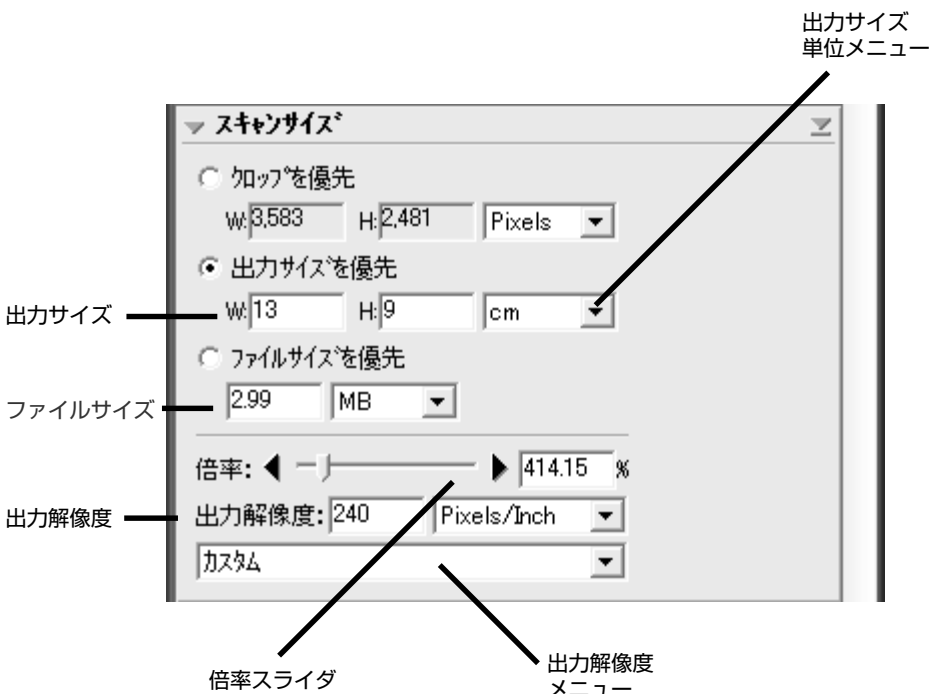 出力サイズ
単位メニュー
スキャンサイズ
クロップを優先
W: 3,583 H: 2,481 Pixels
出力サイズを優先
出力サイズ
W: 13 H: 9 cm
ファイルサイズを優先
ファイルサイズ
2.99 MB
倍率: 414.15 %
出力解像度
出力解像度: 240 Pixels/Inch
カスタム
倍率スライダ
出力解像度
メニュー